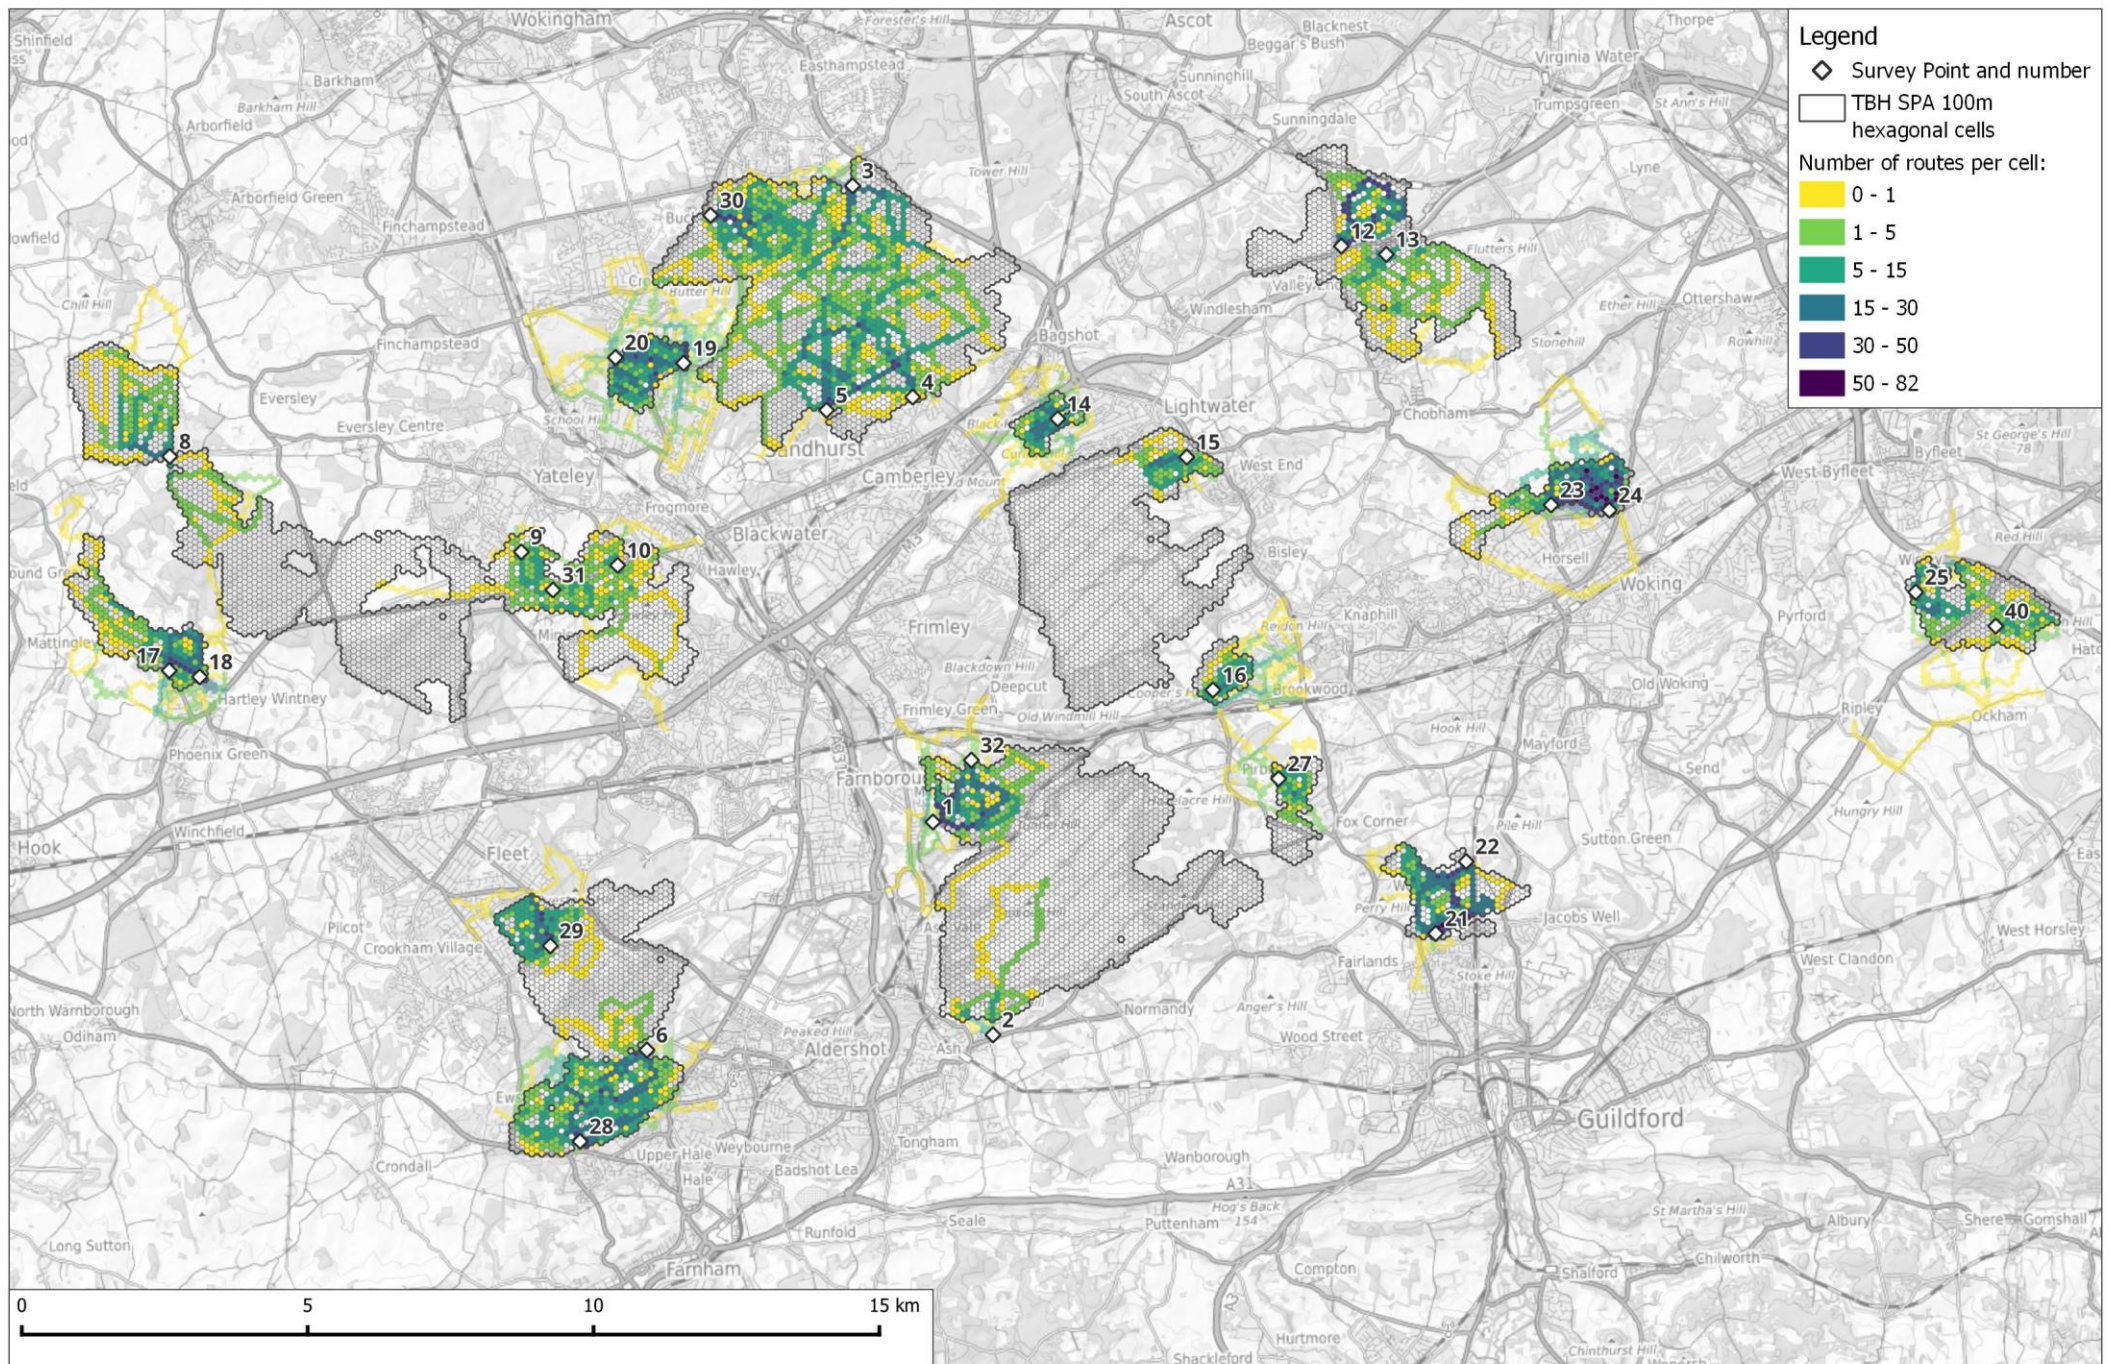 Wokingham
Forester's Hill
Ascot
Blacknest
Thorpe
Shinfield
Beggar's Bush
Virginia Water
Easthampstead
Barkham
Sunninghill
South Ascot
Barkham Hill
Trumpsgreen
St Ann's Hill
Arborfield
Sunningdale
Tower Hill
Lyne
Arborfield Green
Finchampstead
3
30
12
13
Flutters Hill
Butter Hill
Windlesham
Ether Hill
Ottershaw
Chill Hill
Bagshot
Stonehill
Rowhill
Finchampstead
20
19
Eversley
5
4
14
Lightwater
Chobham
Eversley Centre
8
15
St George's Hill
78
Byfleet
Yateley
Camberley
West End
West Byfleet
Frogmore
23
24
Blackwater
M3
Red Hill
9
10
Bisley
Horsell
31
Hawley
Woking
25
Knaphill
Pyrford
40
Mattingley
Frimley
17
18
16
Blackdown Hill
Deepcut
Brookwood
Old Woking
Hartley Wintney
Frimley Green
Old Windmill Hill
Hook Hill
Ripley
Ockham
Phoenix Green
32
Mayford
27
Send
1
Hungry Hill
Winchfield
Fox Corner
Pile Hill
Sutton Green
Hook
Fleet
22
Perry Hill
Jacobs Well
Pilcot
29
21
West Horsley
Crookham Village
Fairlands
Stoke Hill
West Clandon
North Warnborough
Normandy
Anger's Hill
Odiham
6
2
Peaked Hill
Aldershot
Ash
Wood Street
28
Guildford
Upper Hale
Weybourne
Tongham
Crondall
Badshot Lea
Wanborough
Hale
A31
Hog's Back
154
St Martha's Hill
Runfold
Seale
Puttenham
Albury
Shere
Gomshall
Long Sutton
Chilworth
Farnham
Compton
Shalford
A3
Hurtmore
Shackleford
Chinthurst Hill
Legend
Survey Point and number
TBH SPA 100m
hexagonal cells
Number of routes per cell:
0 - 1
1 - 5
5 - 15
15 - 30
30 - 50
50 - 82
0
5
10
15 km